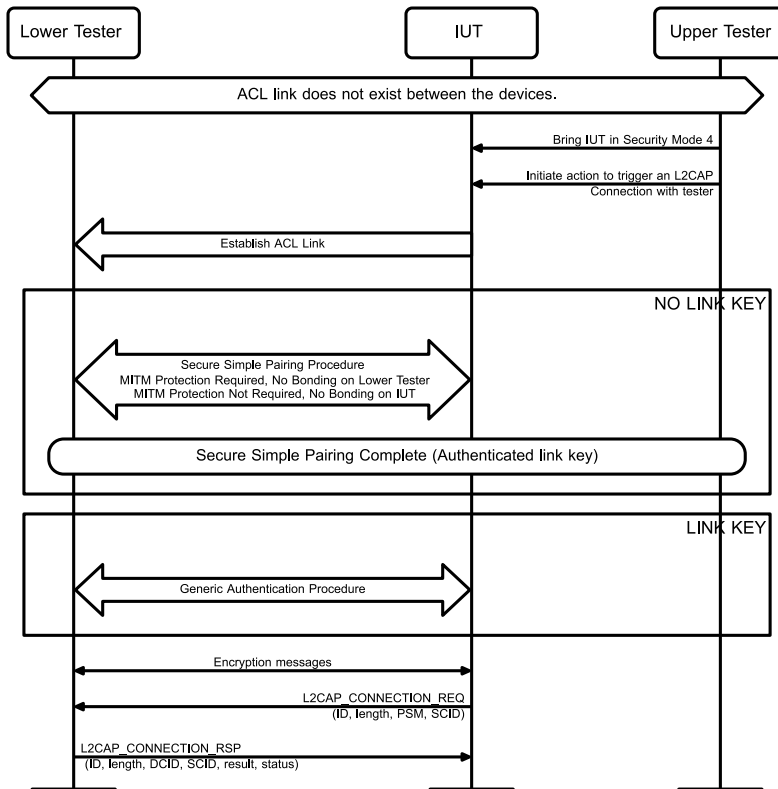 Lower Tester
IUT
Upper Tester
ACL link does not exist between the devices.
Bring IUT in Security Mode 4
Initiate action to trigger an L2CAP
Connection with tester
Establish ACL Link
NO LINK KEY
Secure Simple Pairing Procedure
MITM Protection Required, No Bonding on Lower Tester
MITM Protection Not Required, No Bonding on IUT
Secure Simple Pairing Complete (Authenticated link key)
LINK KEY
Generic Authentication Procedure
Encryption messages
L2CAP_CONNECTION_REQ
(ID, length, PSM, SCID)
L2CAP_CONNECTION_RSP
(ID, length, DCID, SCID, result, status)